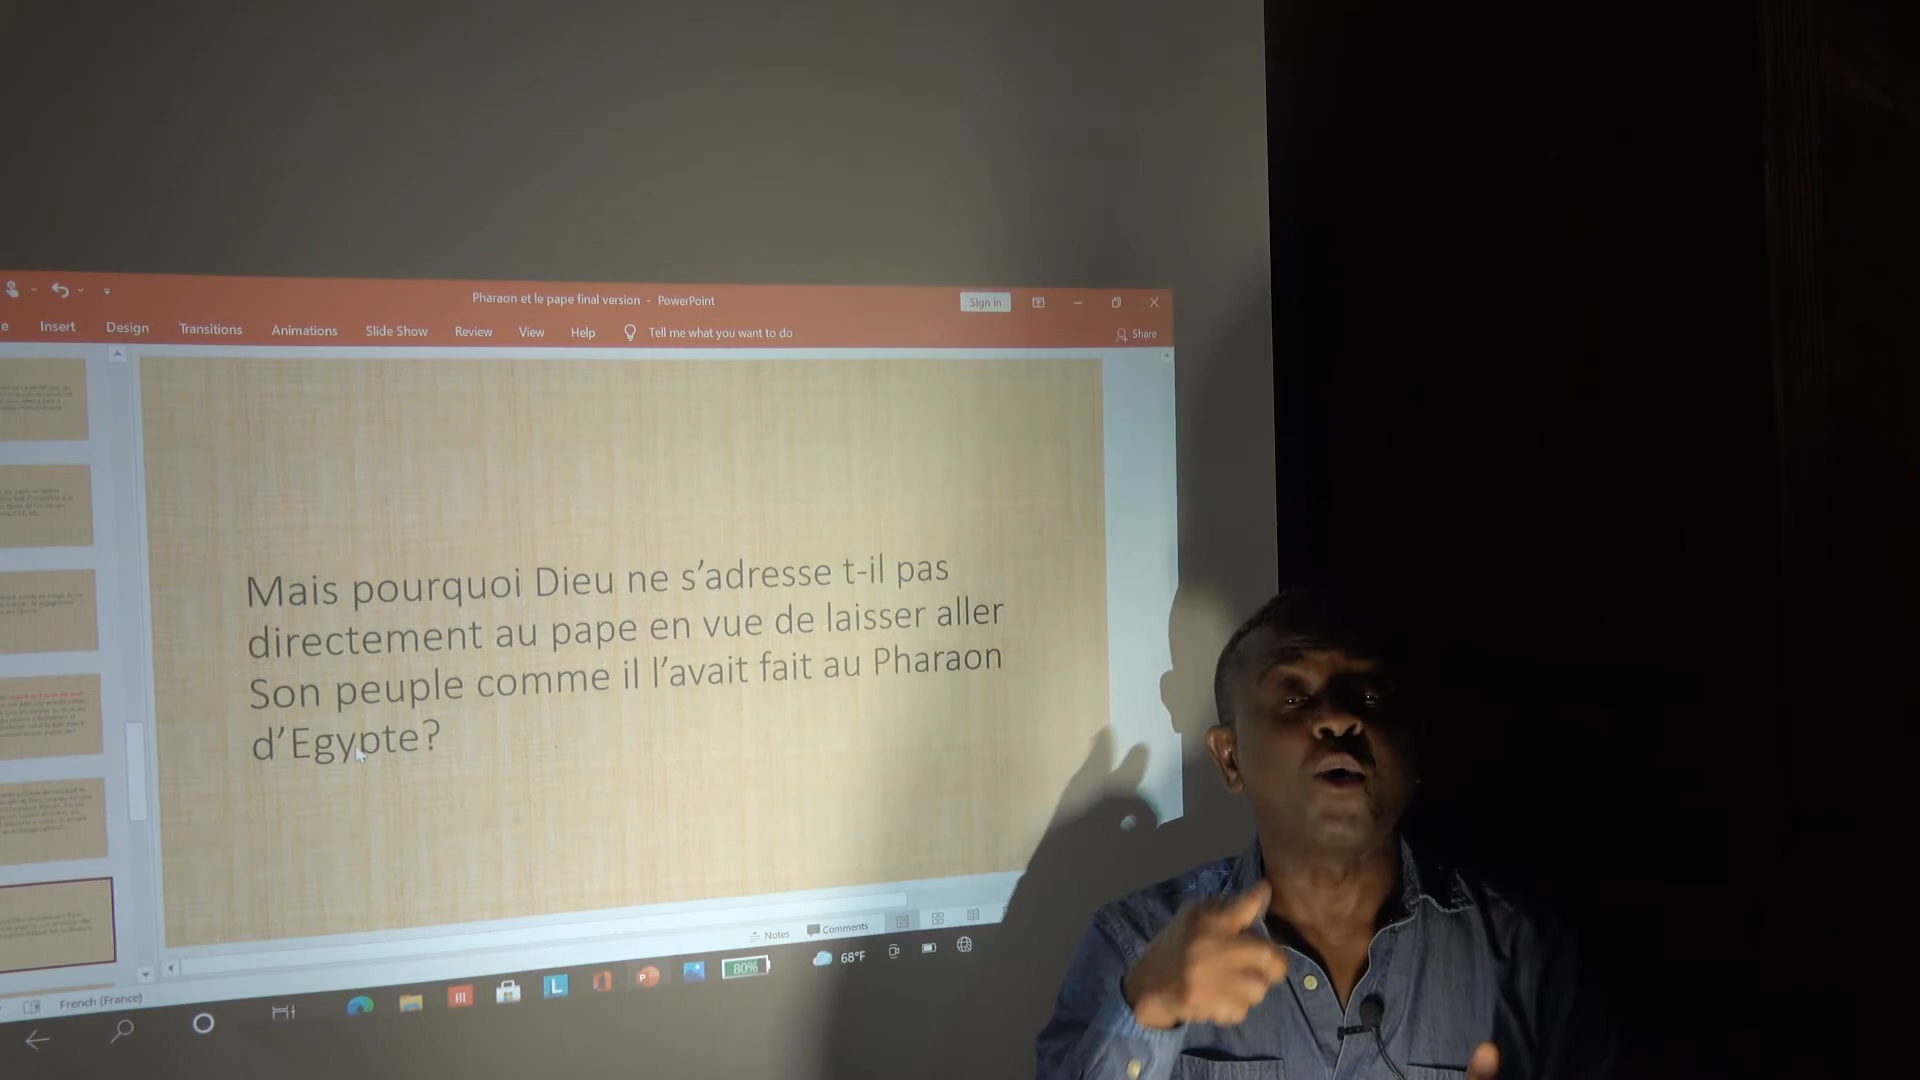 Pharaon et le pape final version - PowerPoint
Sign in
Insert Design Transitions Animations Slide Show Review View Help Tell me what you want to do Share
Mais pourquoi Dieu ne s’adresse t-il pas
directement au pape en vue de laisser aller
Son peuple comme il l’avait fait au Pharaon
d’Egypte?
Notes Comments
French (France)
80%
68°F